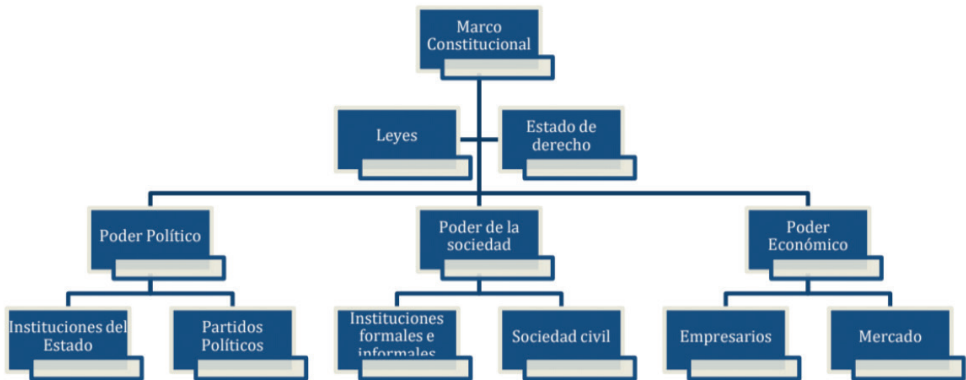 Marco
Constitucional
Leyes
Estado de
derecho
Poder Político
Poder de la
sociedad
Poder
Económico
Instituciones del
Estado
Partidos
Políticos
Instituciones
formales e
informales
Sociedad civil
Empresarios
Mercado